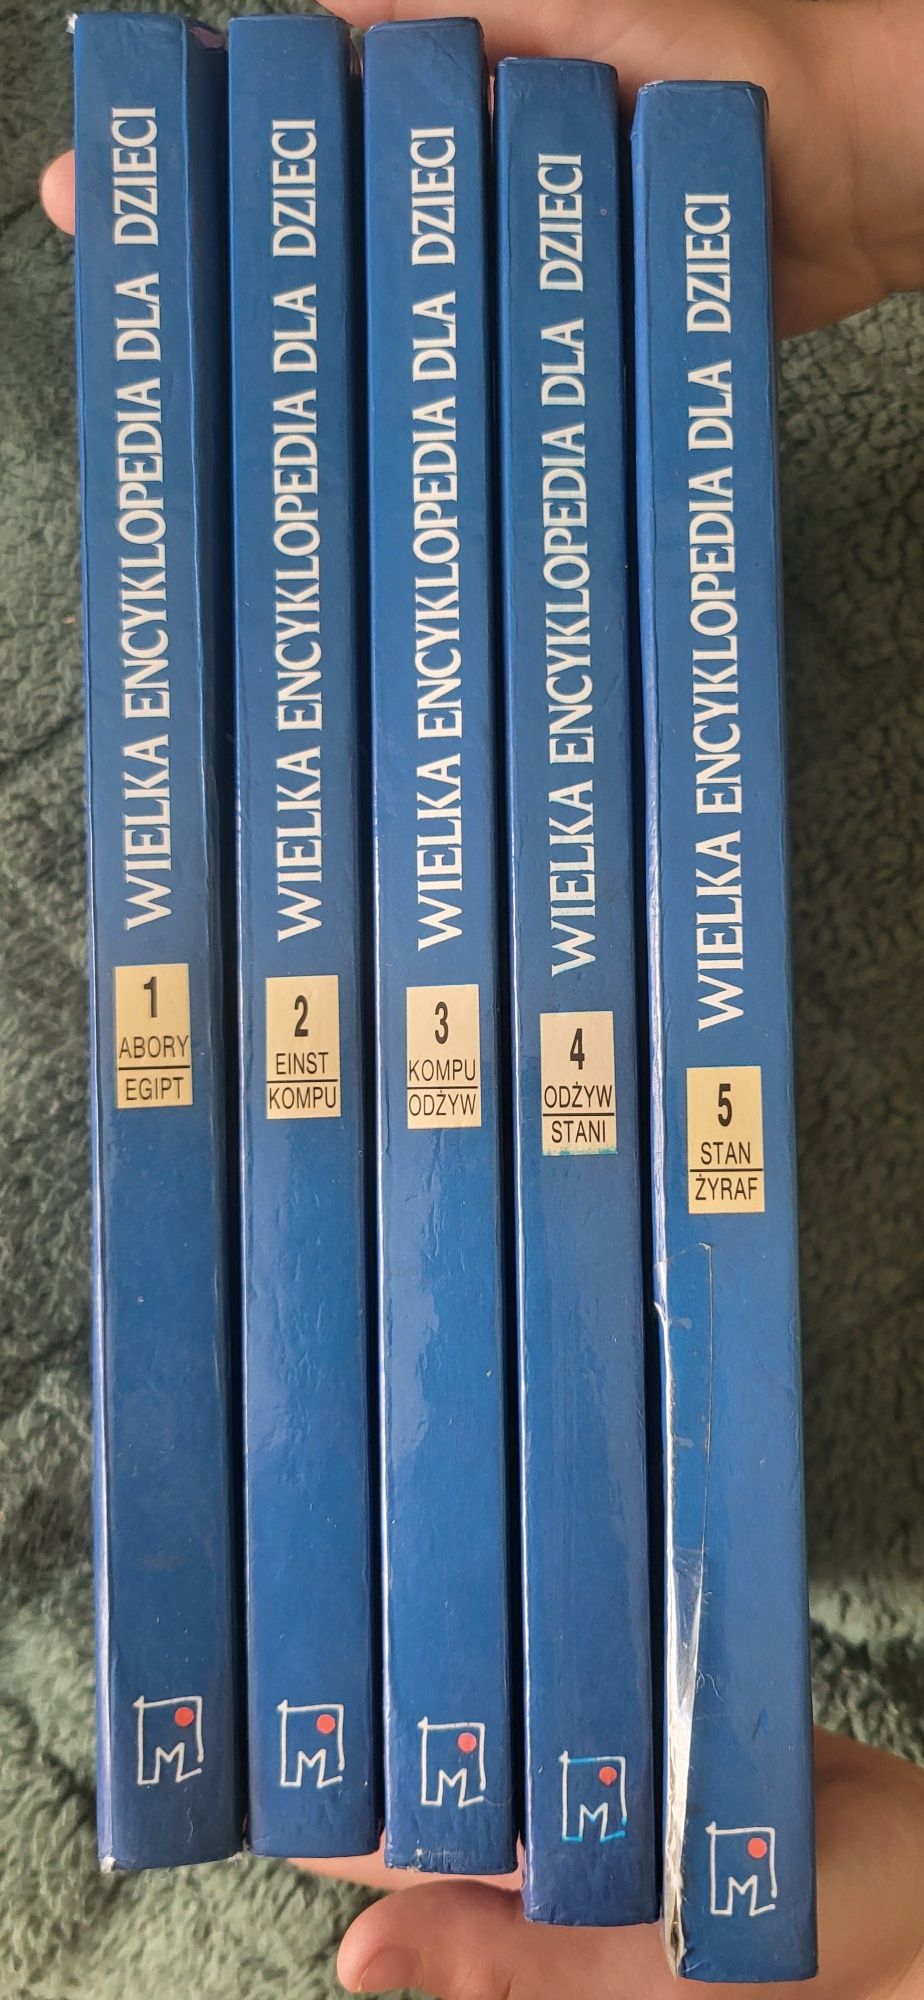 WIELKA ENCYKLOPEDIA DLA DZIECI
1
ABORY
EGIPT
M
WIELKA ENCYKLOPEDIA DLA DZIECI
2
EINST
KOMPU
M
WIELKA ENCYKLOPEDIA DLA DZIECI
3
KOMPU
ODŻYW
M
WIELKA ENCYKLOPEDIA DLA DZIECI
4
ODŻYW
STANI
M
WIELKA ENCYKLOPEDIA DLA DZIECI
5
STAN
ŻYRAF
M